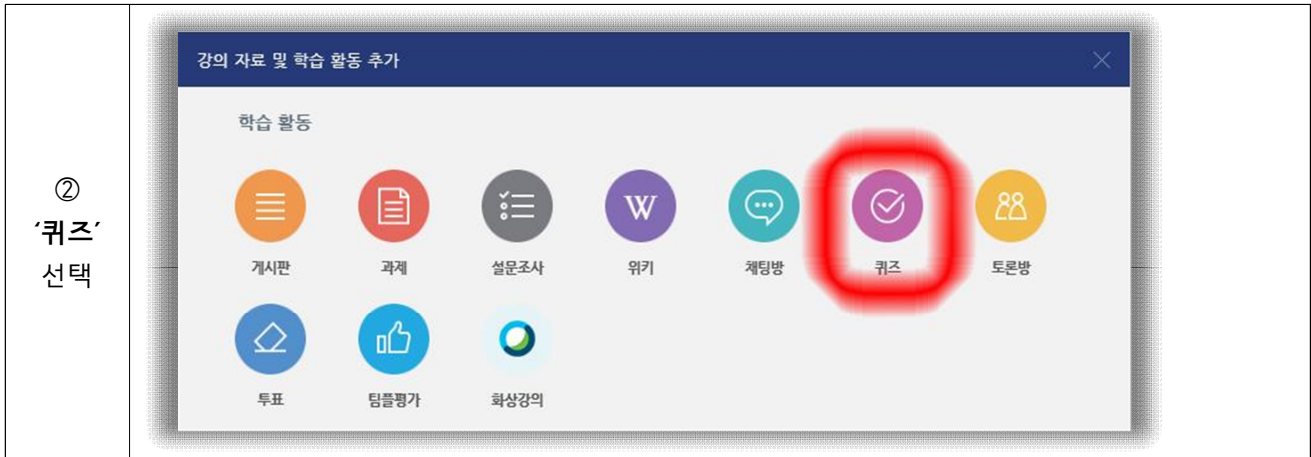 ②
‘퀴즈’
선택
강의 자료 및 학습 활동 추가
학습 활동
게시판 과제 설문조사 위키 채팅방 퀴즈 토론방
W
투표 팀플평가 화상강의